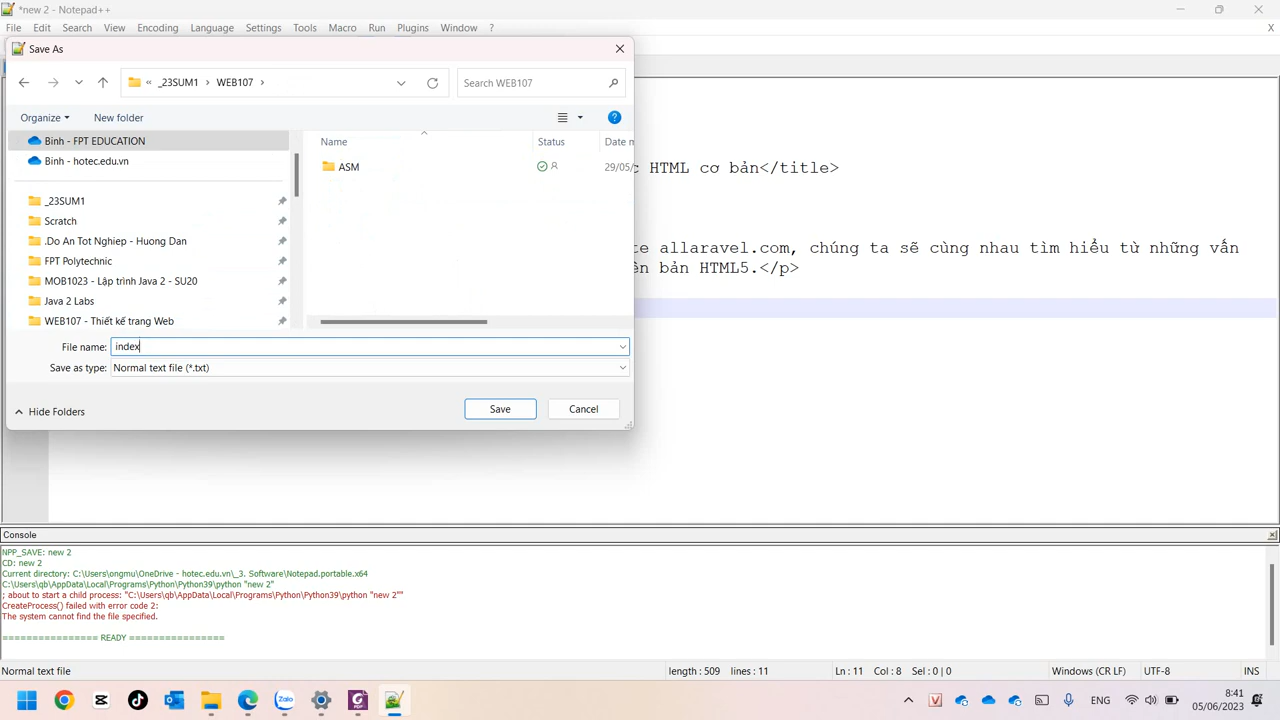 *new 2 - Notepad++
File Edit Search View Encoding Language Settings Tools Macro Run Plugins Window ? X
Save As
« _23SUM1 > WEB107 >
Search WEB107
Organize New folder
Binh - FPT EDUCATION
Binh - hotec.edu.vn
_23SUM1
Scratch
.Do An Tot Nghiep - Huong Dan
FPT Polytechnic
MOB1023 - Lập trình Java 2 - SU20
Java 2 Labs
WEB107 - Thiết kế trang Web
Name Status Date m
ASM 29/05/
File name: index
Save as type: Normal text file (*.txt)
Hide Folders
Save Cancel
HTML cơ bản</title>
te allaravel.com, chúng ta sẽ cùng nhau tìm hiểu từ những vấn
ên bản HTML5.</p>
Console
NPP_SAVE: new 2
CD: new 2
Current directory: C:\Users\ongmu\OneDrive - hotec.edu.vn\_3. Software\Notepad.portable.x64
C:\Users\qb\AppData\Local\Programs\Python\Python39\python "new 2"
; about to start a child process: "C:\Users\qb\AppData\Local\Programs\Python\Python39\python "new 2""
CreateProcess() failed with error code 2:
The system cannot find the file specified.
================ READY ================
Normal text file length : 509 lines : 11 Ln : 11 Col : 8 Sel : 0 | 0 Windows (CR LF) UTF-8 INS
ENG 8:41
05/06/2023